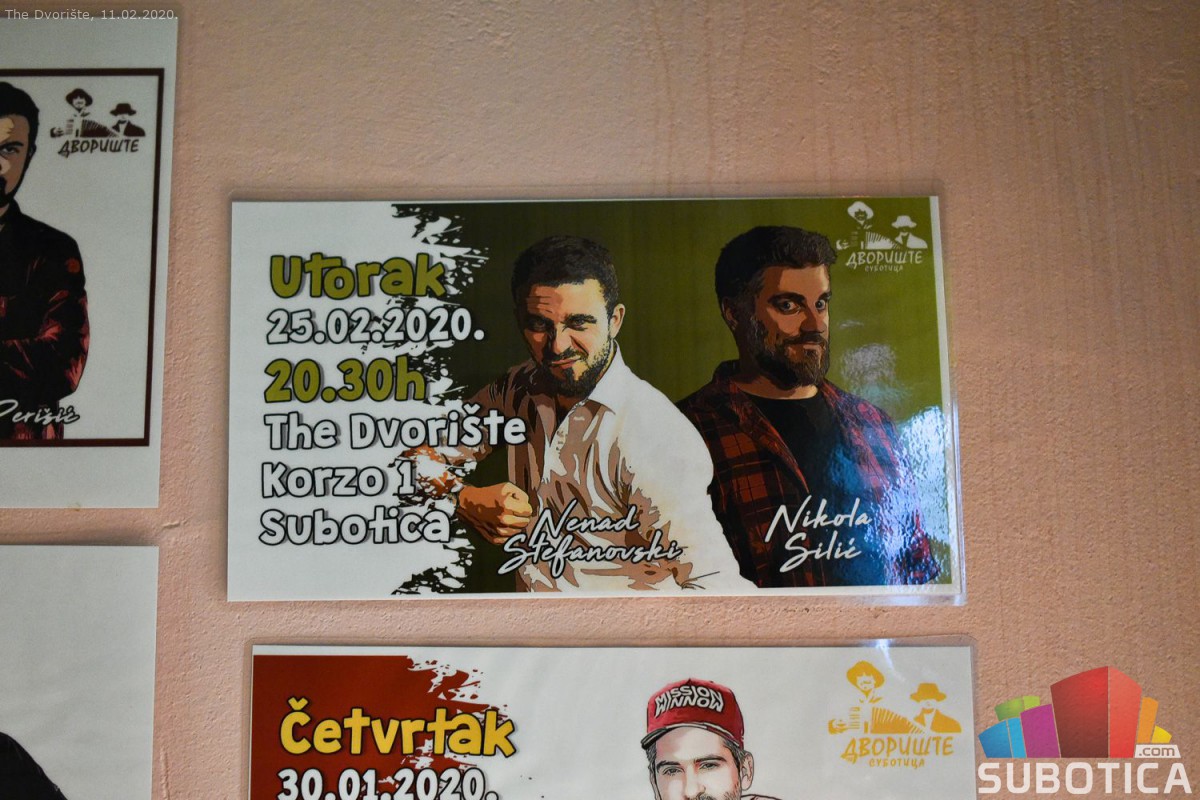 The Dvorište, 11.02.2020.
ДВОРИШТЕ
Perišić
Utorak
25.02.2020.
20.30h
The Dvorište
Korzo 1
Subotica
Nenad
Stefanovski
Nikola
Silić
ДВОРИШТЕ
СУБОТИЦА
Četvrtak
30.01.2020.
MISSION
WINNOW
ДВОРИШТЕ
СУБОТИЦА
.com
SUBOTICA